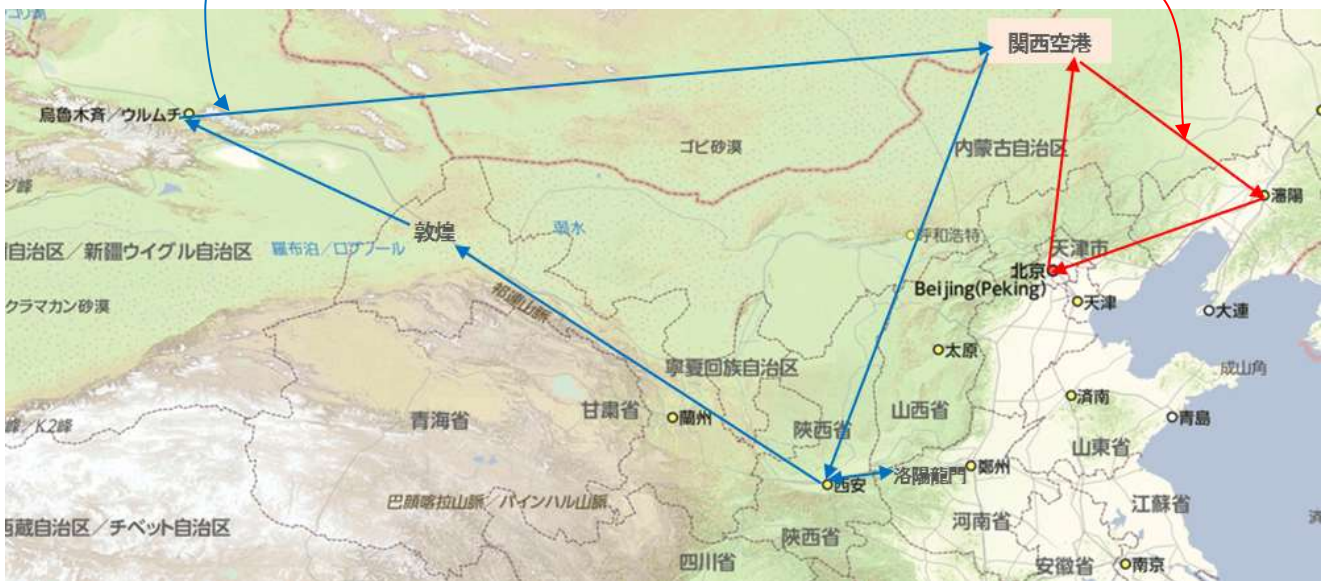 関西空港
烏魯木斉／ウルムチ
ゴビ砂漠
内蒙古自治区
瀋陽
敦煌
弱水
呼和浩特
天津市
自治区／新疆ウイグル自治区
羅布泊／ロプノール
北京
Beijing(Peking)
天津
大連
クラマカン砂漠
祁連山脈
太原
寧夏回族自治区
成山角
済南
青海省
甘粛省
蘭州
山西省
陝西省
山東省
青島
峰／K2峰
洛陽龍門
鄭州
西安
巴顔喀拉山脈／バインハル山脈
江蘇省
西蔵自治区／チベット自治区
陝西省
河南省
四川省
安徽省
南京